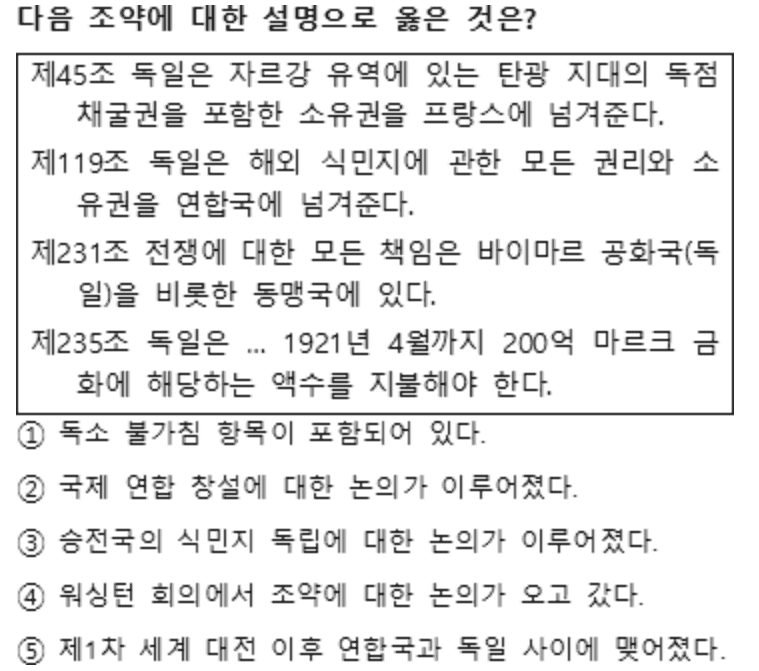 다음 조약에 대한 설명으로 옳은 것은?
제45조 독일은 자르강 유역에 있는 탄광 지대의 독점
채굴권을 포함한 소유권을 프랑스에 넘겨준다.
제119조 독일은 해외 식민지에 관한 모든 권리와 소
유권을 연합국에 넘겨준다.
제231조 전쟁에 대한 모든 책임은 바이마르 공화국(독
일)을 비롯한 동맹국에 있다.
제235조 독일은 ... 1921년 4월까지 200억 마르크 금
화에 해당하는 액수를 지불해야 한다.
① 독소 불가침 항목이 포함되어 있다.
② 국제 연합 창설에 대한 논의가 이루어졌다.
③ 승전국의 식민지 독립에 대한 논의가 이루어졌다.
④ 워싱턴 회의에서 조약에 대한 논의가 오고 갔다.
⑤ 제1차 세계 대전 이후 연합국과 독일 사이에 맺어졌다.